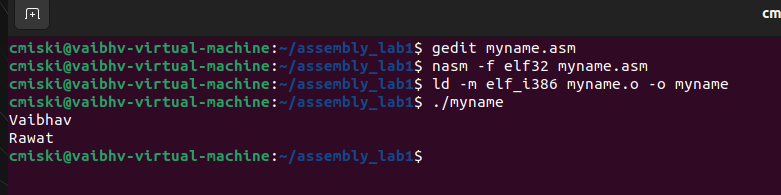 cm
cmiski@vaibhv-virtual-machine:~/assembly_lab1$ gedit myname.asm
cmiski@vaibhv-virtual-machine:~/assembly_lab1$ nasm -f elf32 myname.asm
cmiski@vaibhv-virtual-machine:~/assembly_lab1$ ld -m elf_i386 myname.o -o myname
cmiski@vaibhv-virtual-machine:~/assembly_lab1$ ./myname
Vaibhav
Rawat
cmiski@vaibhv-virtual-machine:~/assembly_lab1$